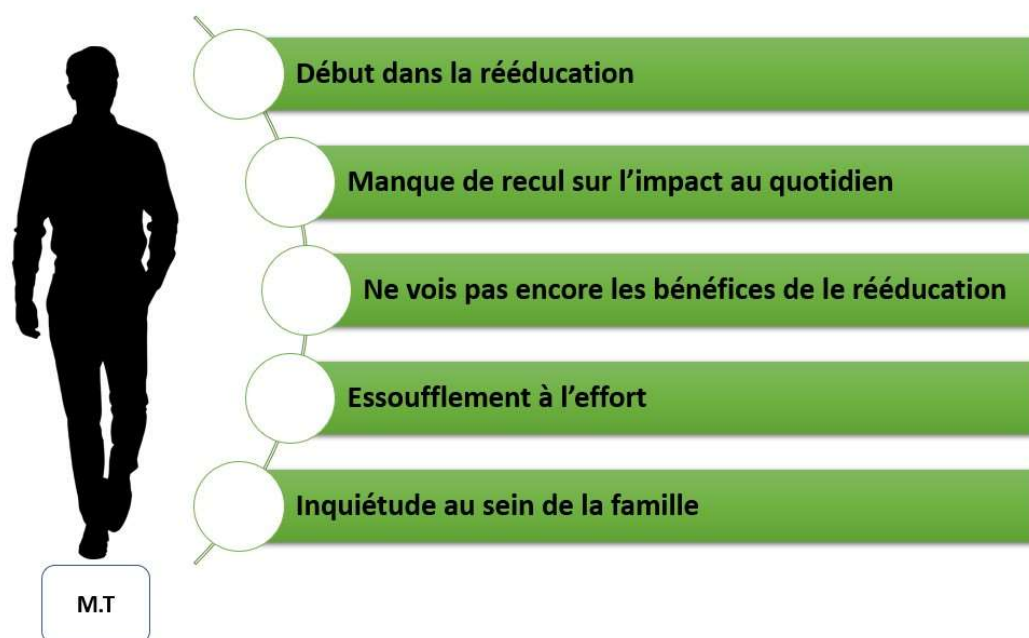 Début dans la rééducation
Manque de recul sur l’impact au quotidien
Ne vois pas encore les bénéfices de le rééducation
Essoufflement à l’effort
Inquiétude au sein de la famille
M.T